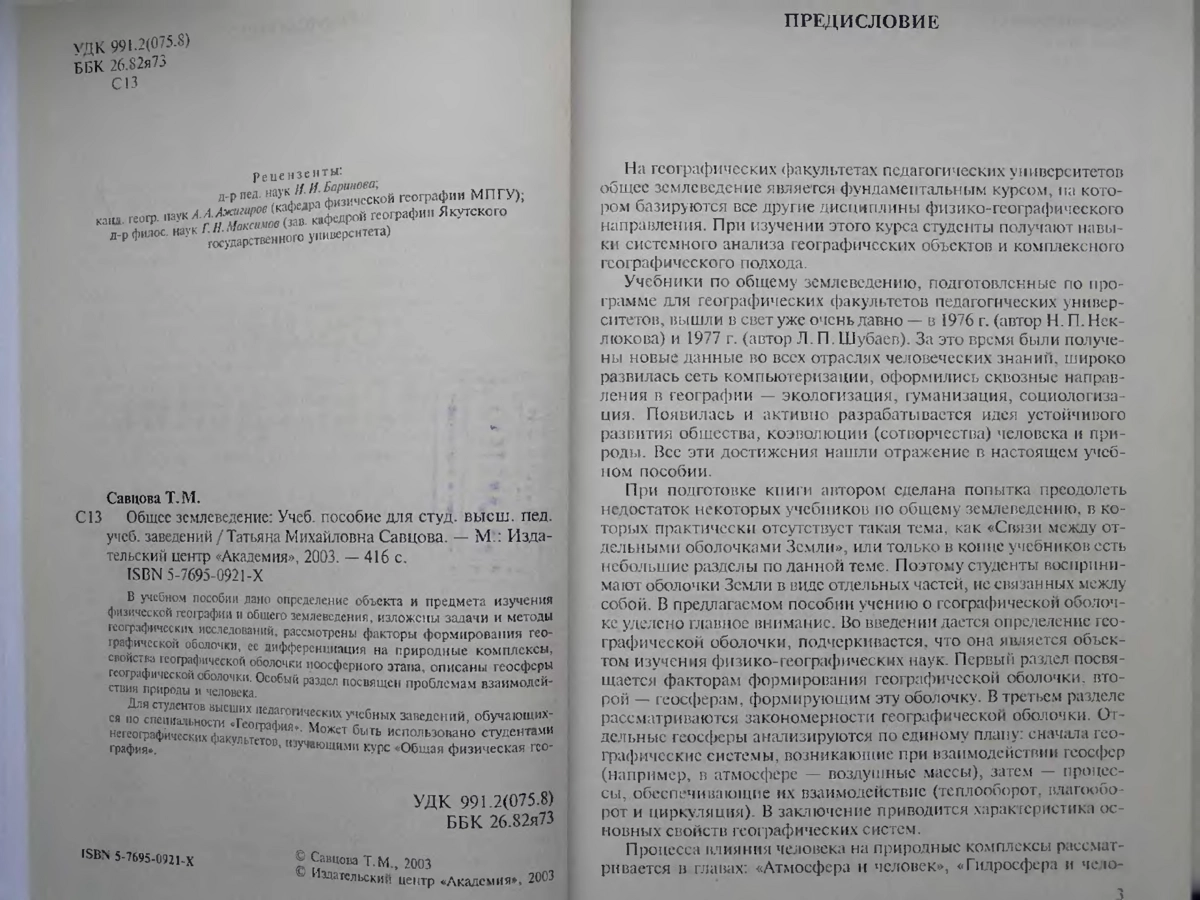 УДК 991.2(075.8)
ББК 26.82я73
С13
Рецензенты:
д-р пед. наук И. И. Баринова;
канд. геогр. наук А. А. Ажигиров (кафедра физической географии МПГУ);
д-р филос. наук Г. Н. Максимов (зав. кафедрой географии Якутского
государственного университета)
Савцова Т. М.
С13 Общее землеведение: Учеб. пособие для студ. высш. пед.
учеб. заведений / Татьяна Михайловна Савцова. — М.: Изда-
тельский центр «Академия», 2003. — 416 с.
ISBN 5-7695-0921-X
В учебном пособии дано определение объекта и предмета изучения
физической географии и общего землеведения, изложены задачи и методы
географических исследований, рассмотрены факторы формирования гео-
графической оболочки, ее дифференциация на природные комплексы,
свойства географической оболочки ноосферного этапа, описаны геосферы
географической оболочки. Особый раздел посвящен проблемам взаимодей-
ствия природы и человека.
Для студентов высших педагогических учебных заведений, обучающих-
ся по специальности «География». Может быть использовано студентами
негеографических факультетов, изучающими курс «Общая физическая гео-
графия».
УДК 991.2(075.8)
ББК 26.82я73
ISBN 5-7695-0921-X
© Савцова Т.М., 2003
© Издательский центр «Академия», 2003
ПРЕДИСЛОВИЕ
На географических факультетах педагогических университетов
общее землеведение является фундаментальным курсом, на кото-
ром базируются все другие дисциплины физико-географического
направления. При изучении этого курса студенты получают навы-
ки системного анализа географических объектов и комплексного
географического подхода.
Учебники по общему землеведению, подготовленные по про-
грамме для географических факультетов педагогических универ-
ситетов, вышли в свет уже очень давно — в 1976 г. (автор Н. П. Нек-
люкова) и 1977 г. (автор Л. П. Шубаев). За это время были получе-
ны новые данные во всех отраслях человеческих знаний, широко
развилась сеть компьютеризации, оформились сквозные направ-
ления в географии — экологизация, гуманизация, социологиза-
ция. Появилась и активно разрабатывается идея устойчивого
развития общества, коэволюции (сотворчества) человека и при-
роды. Все эти достижения нашли отражение в настоящем учеб-
ном пособии.
При подготовке книги автором сделана попытка преодолеть
недостаток некоторых учебников по общему землеведению, в ко-
торых практически отсутствует такая тема, как «Связи между от-
дельными оболочками Земли», или только в конце учебников есть
небольшие разделы по данной теме. Поэтому студенты восприни-
мают оболочки Земли в виде отдельных частей, не связанных между
собой. В предлагаемом пособии учению о географической оболоч-
ке уделено главное внимание. Во введении дается определение гео-
графической оболочки, подчеркивается, что она является объек-
том изучения физико-географических наук. Первый раздел посвя-
щается факторам формирования географической оболочки, вто-
рой — геосферам, формирующим эту оболочку. В третьем разделе
рассматриваются закономерности географической оболочки. От-
дельные геосферы анализируются по единому плану: сначала гео-
графические системы, возникающие при взаимодействии геосфер
(например, в атмосфере — воздушные массы), затем — процес-
сы, обеспечивающие их взаимодействие (теплооборот, влагообо-
рот и циркуляция). В заключение приводится характеристика ос-
новных свойств географических систем.
Процесса влияния человека на природные комплексы рассмат-
ривается в главах: «Атмосфера и человек», «Гидросфера и чело-
3